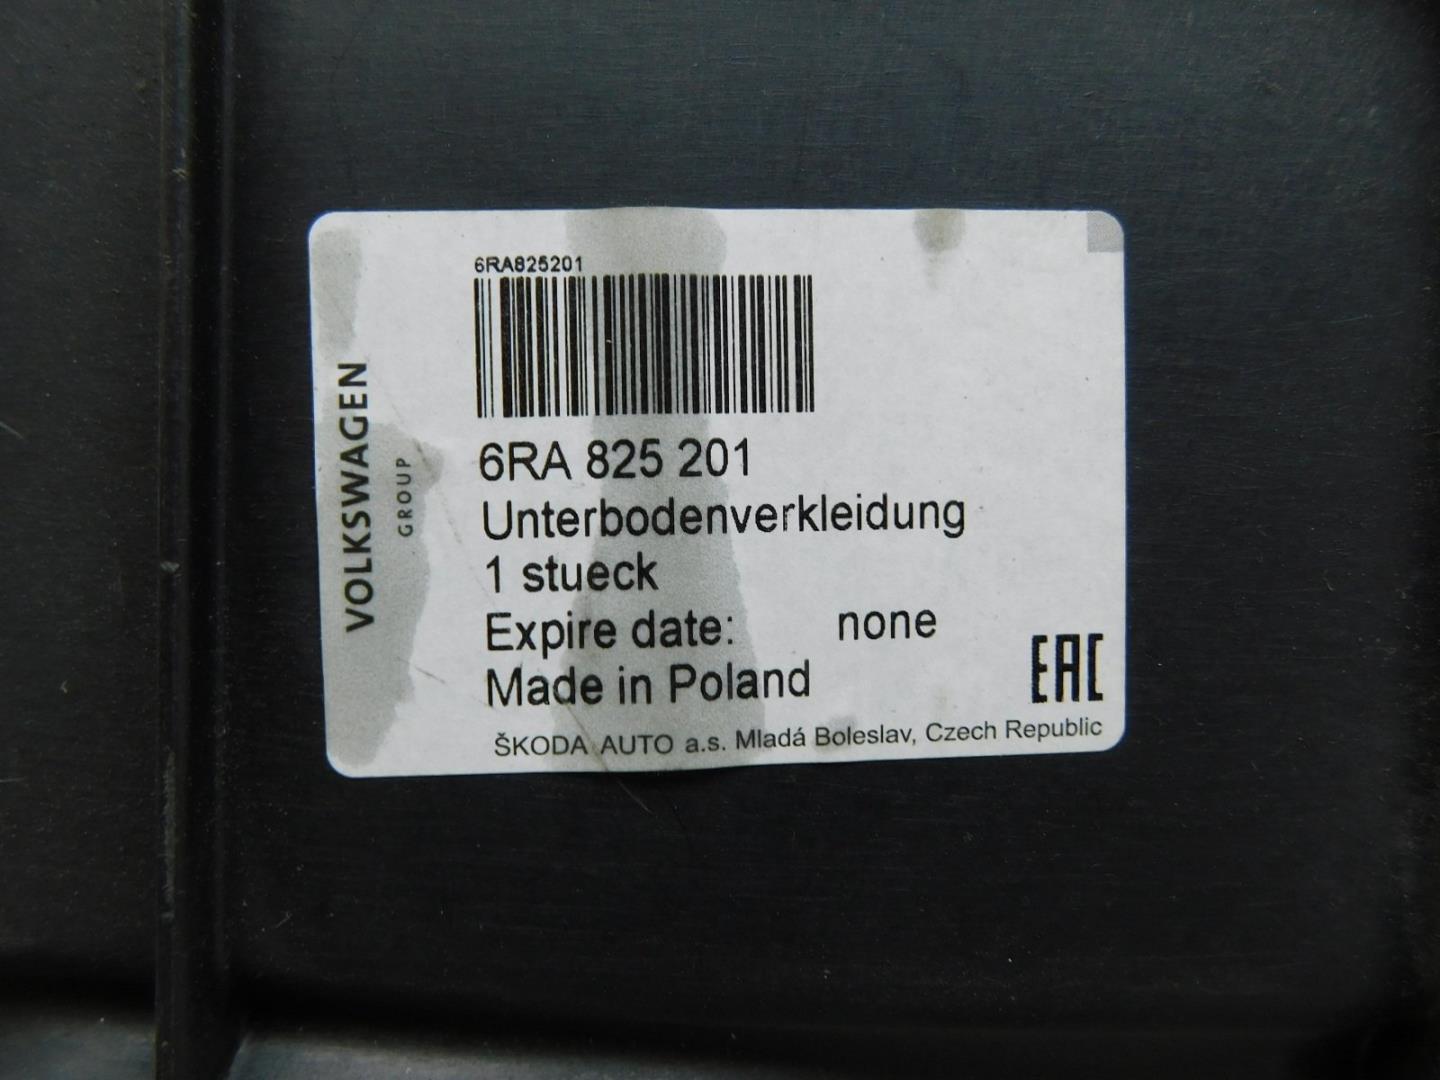 6RA825201
VOLKSWAGEN
GROUP
6RA 825 201
Unterbodenverkleidung
1 stueck
Expire date: none
Made in Poland
EAC
ŠKODA AUTO a.s. Mladá Boleslav, Czech Republic